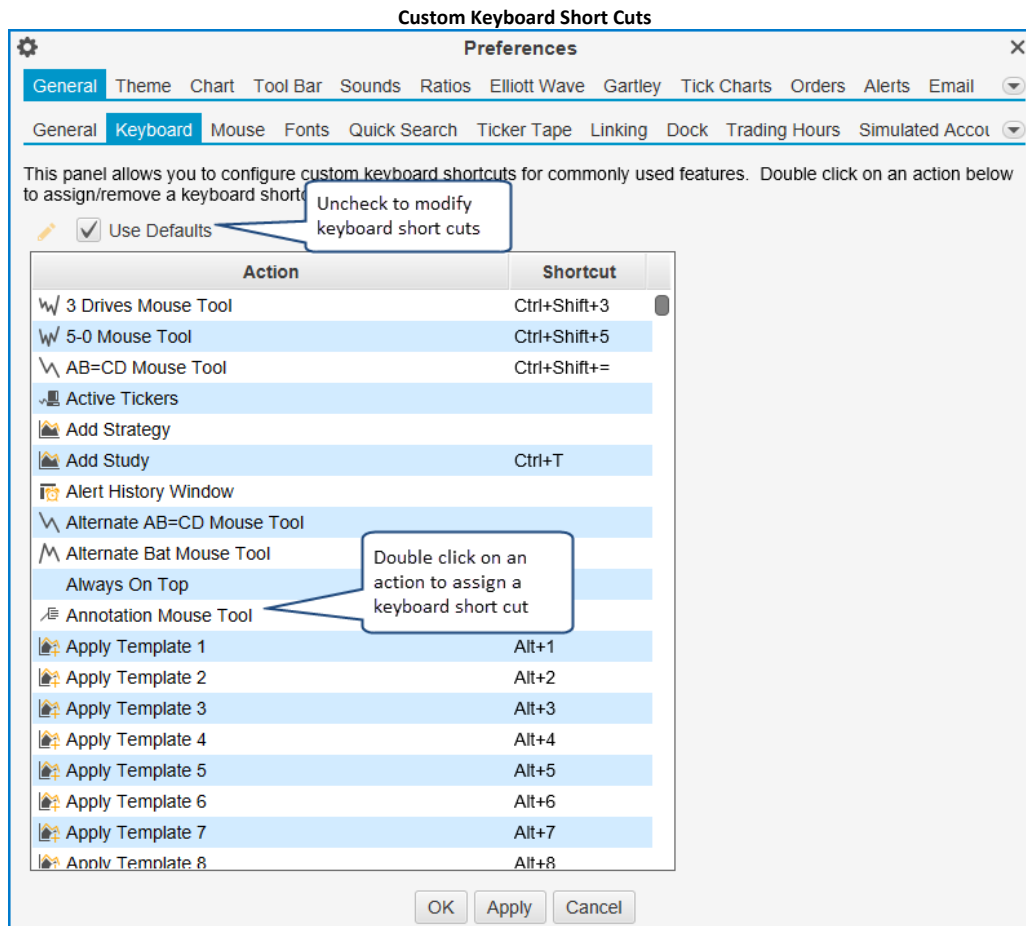 Custom Keyboard Short Cuts
Preferences
General Theme Chart Tool Bar Sounds Ratios Elliott Wave Gartley Tick Charts Orders Alerts Email
General Keyboard Mouse Fonts Quick Search Ticker Tape Linking Dock Trading Hours Simulated Accou
This panel allows you to configure custom keyboard shortcuts for commonly used features. Double click on an action below
to assign/remove a keyboard shortc
Uncheck to modify
keyboard short cuts
Use Defaults
Action Shortcut
3 Drives Mouse Tool Ctrl+Shift+3
5-0 Mouse Tool Ctrl+Shift+5
AB=CD Mouse Tool Ctrl+Shift+=
Active Tickers
Add Strategy
Add Study Ctrl+T
Alert History Window
Alternate AB=CD Mouse Tool
Alternate Bat Mouse Tool
Always On Top
Annotation Mouse Tool
Double click on an
action to assign a
keyboard short cut
Apply Template 1 Alt+1
Apply Template 2 Alt+2
Apply Template 3 Alt+3
Apply Template 4 Alt+4
Apply Template 5 Alt+5
Apply Template 6 Alt+6
Apply Template 7 Alt+7
Apply Template 8 Alt+8
OK Apply Cancel